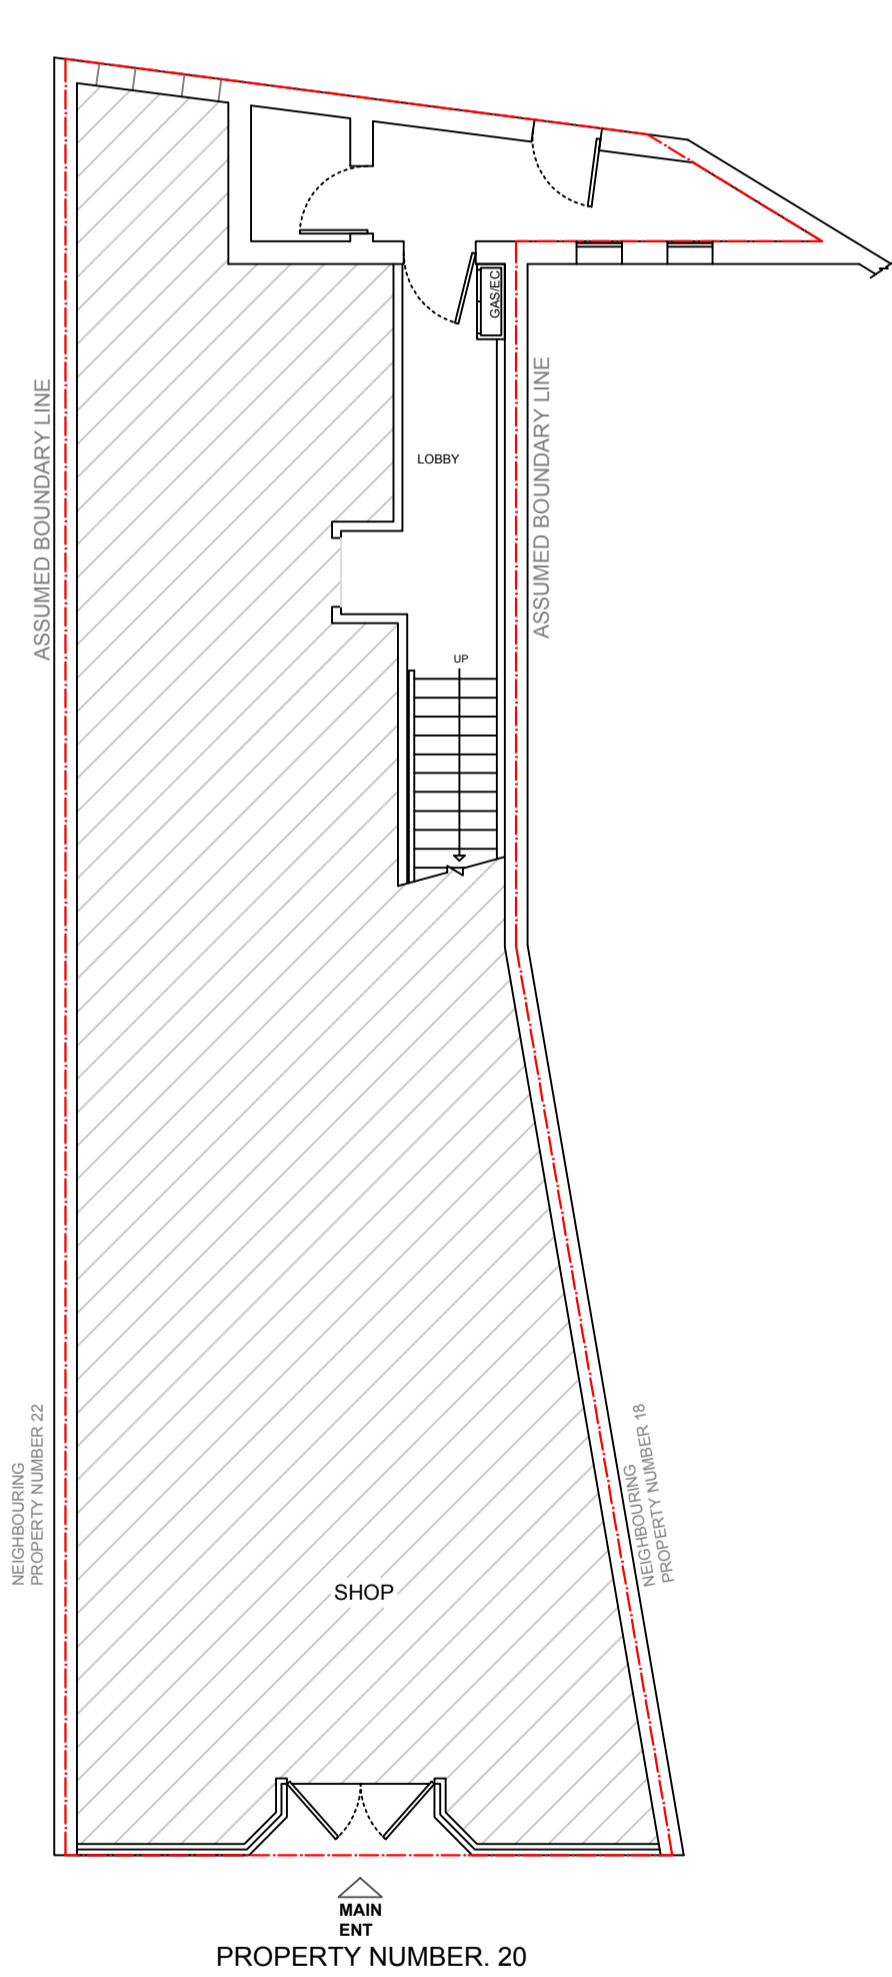 GAS/EC
ASSUMED BOUNDARY LINE
ASSUMED BOUNDARY LINE
LOBBY
UP
NEIGHBOURING
PROPERTY NUMBER 22
NEIGHBOURING
PROPERTY NUMBER 18
SHOP
MAIN
ENT
PROPERTY NUMBER. 20